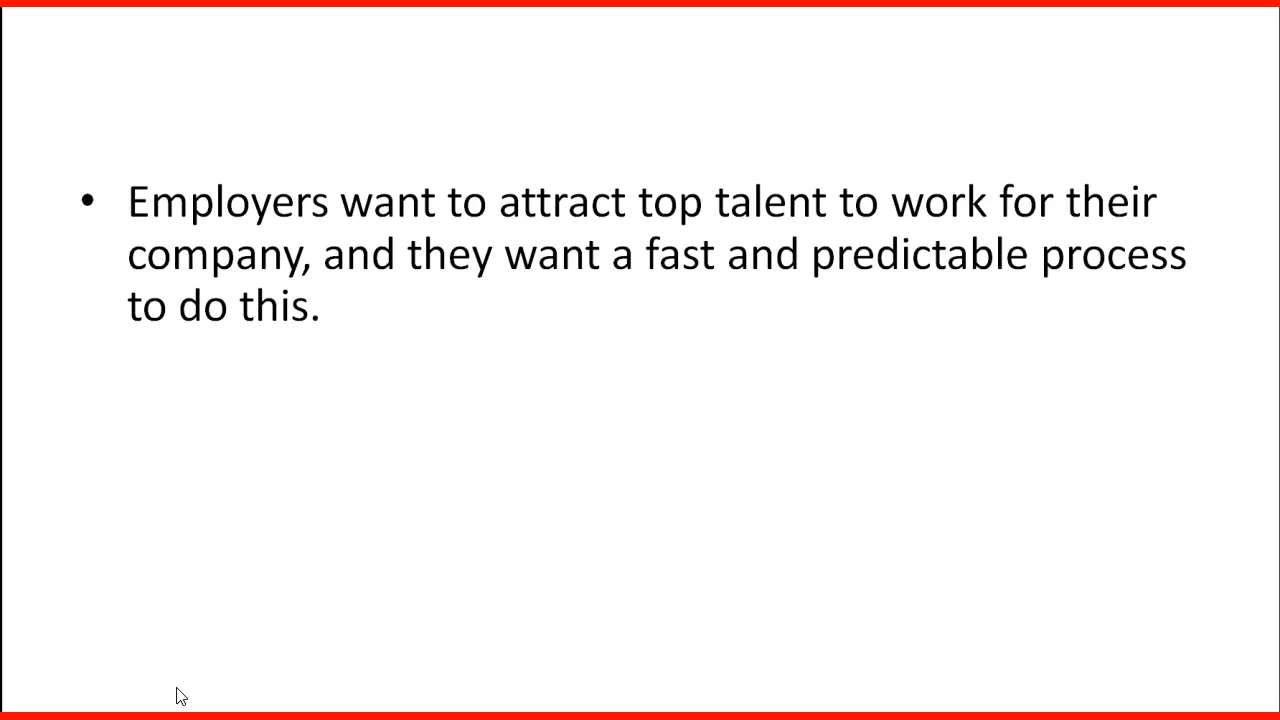 • Employers want to attract top talent to work for their
company, and they want a fast and predictable process
to do this.